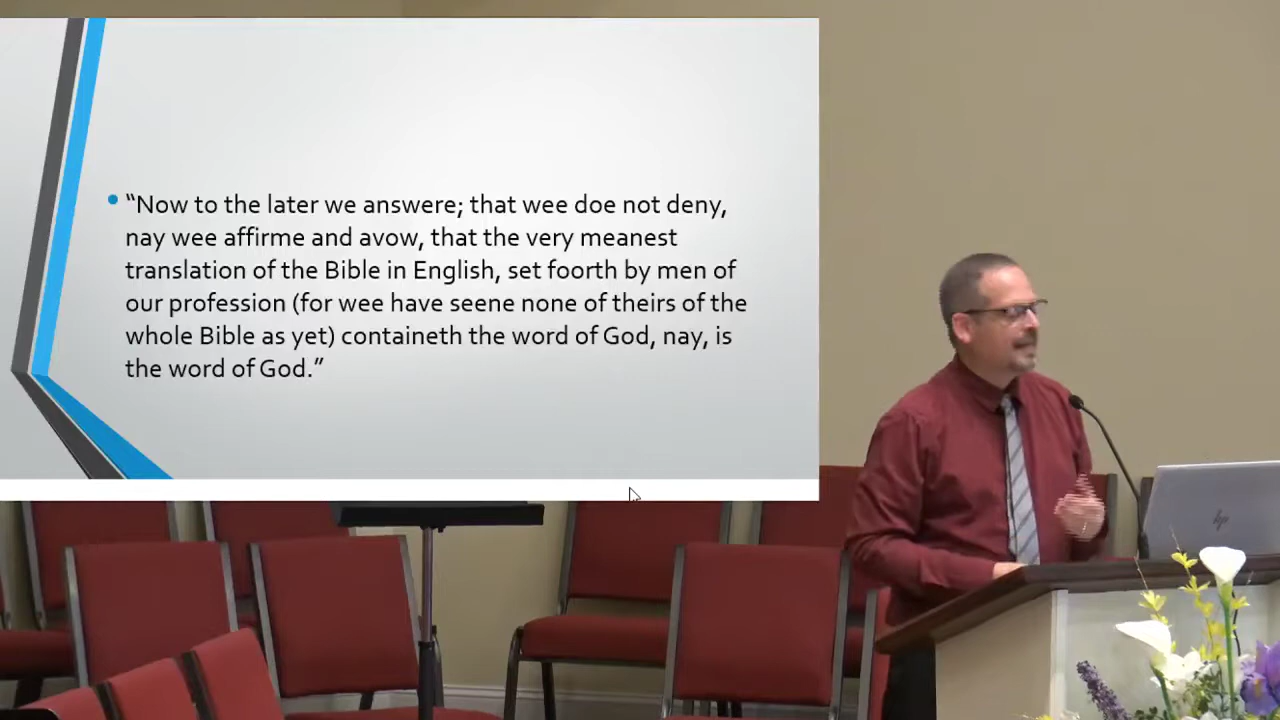 “Now to the later we answere; that wee doe not deny,
nay wee affirme and avow, that the very meanest
translation of the Bible in English, set foorth by men of
our profession (for wee have seene none of theirs of the
whole Bible as yet) containeth the word of God, nay, is
the word of God.”
hp